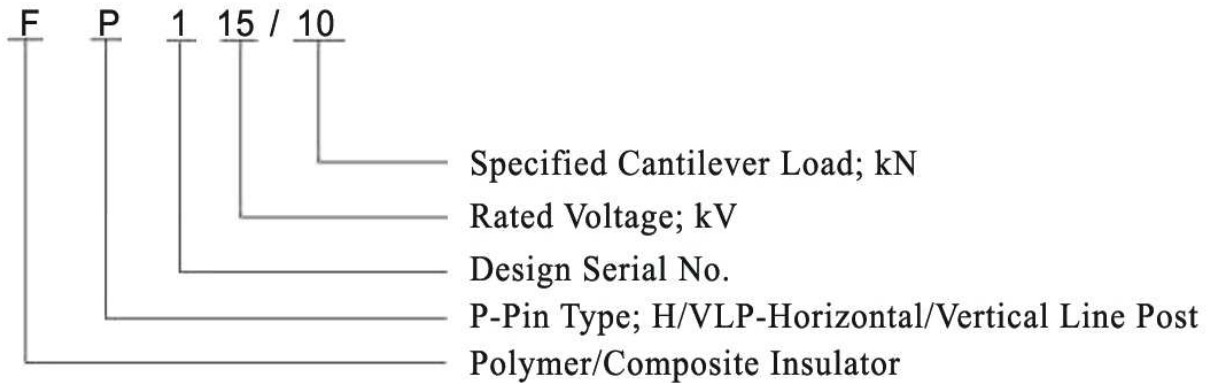 F P 1 15 / 10
Specified Cantilever Load; kN
Rated Voltage; kV
Design Serial No.
P-Pin Type; H/VLP-Horizontal/Vertical Line Post
Polymer/Composite Insulator